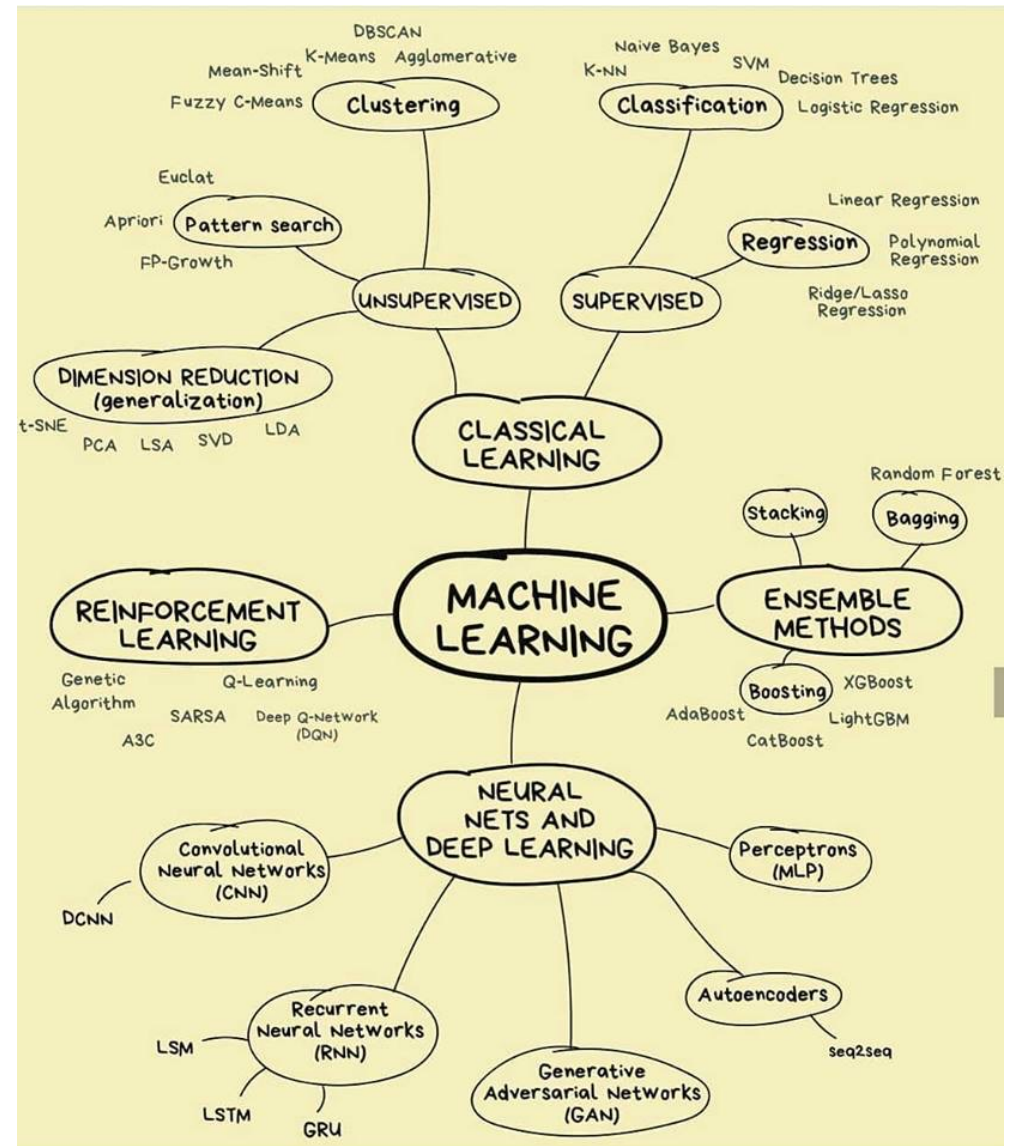 DBSCAN
K-Means Agglomerative
Mean-Shift
Fuzzy C-Means
Clustering
Naive Bayes
K-NN
SVM
Decision Trees
Classification
Logistic Regression
Euclat
Apriori
Pattern search
FP-Growth
Linear Regression
Regression
Polynomial
Regression
Ridge/Lasso
Regression
UNSUPERVISED
SUPERVISED
DIMENSION REDUCTION
(generalization)
t-SNE
PCA
LSA
SVD
LDA
CLASSICAL
LEARNING
Random Forest
Stacking
Bagging
MACHINE
LEARNING
ENSEMBLE
METHODS
REINFORCEMENT
LEARNING
Genetic
Algorithm
Q-Learning
SARSA
Deep Q-Network
(DQN)
A3C
Boosting
XGBoost
AdaBoost
LightGBM
CatBoost
NEURAL
NETS AND
DEEP LEARNING
Convolutional
Neural Networks
(CNN)
DCNN
Perceptrons
(MLP)
Autoencoders
seq2seq
Recurrent
Neural Networks
(RNN)
LSM
LSTM
GRU
Generative
Adversarial Networks
(GAN)